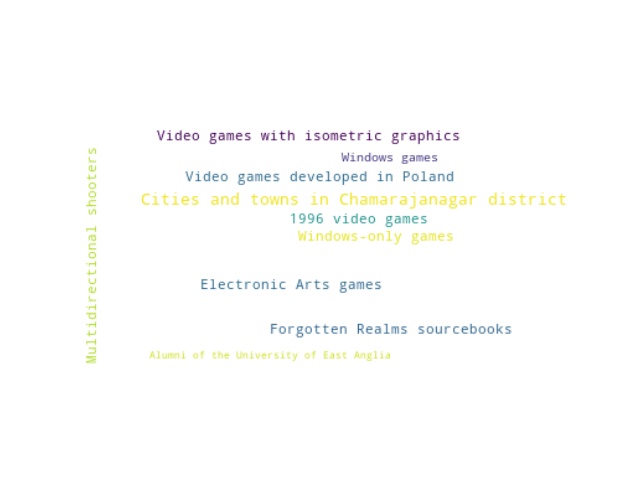 Video games with isometric graphics
Windows games
Video games developed in Poland
Cities and towns in Chamarajanagar district
1996 video games
Windows-only games
Electronic Arts games
Forgotten Realms sourcebooks
Alumni of the University of East Anglia
Multidirectional shooters